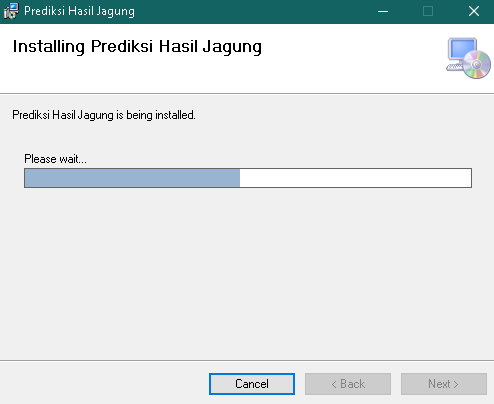 Prediksi Hasil Jagung
Installing Prediksi Hasil Jagung
Prediksi Hasil Jagung is being installed.
Please wait...
Cancel
< Back
Next >